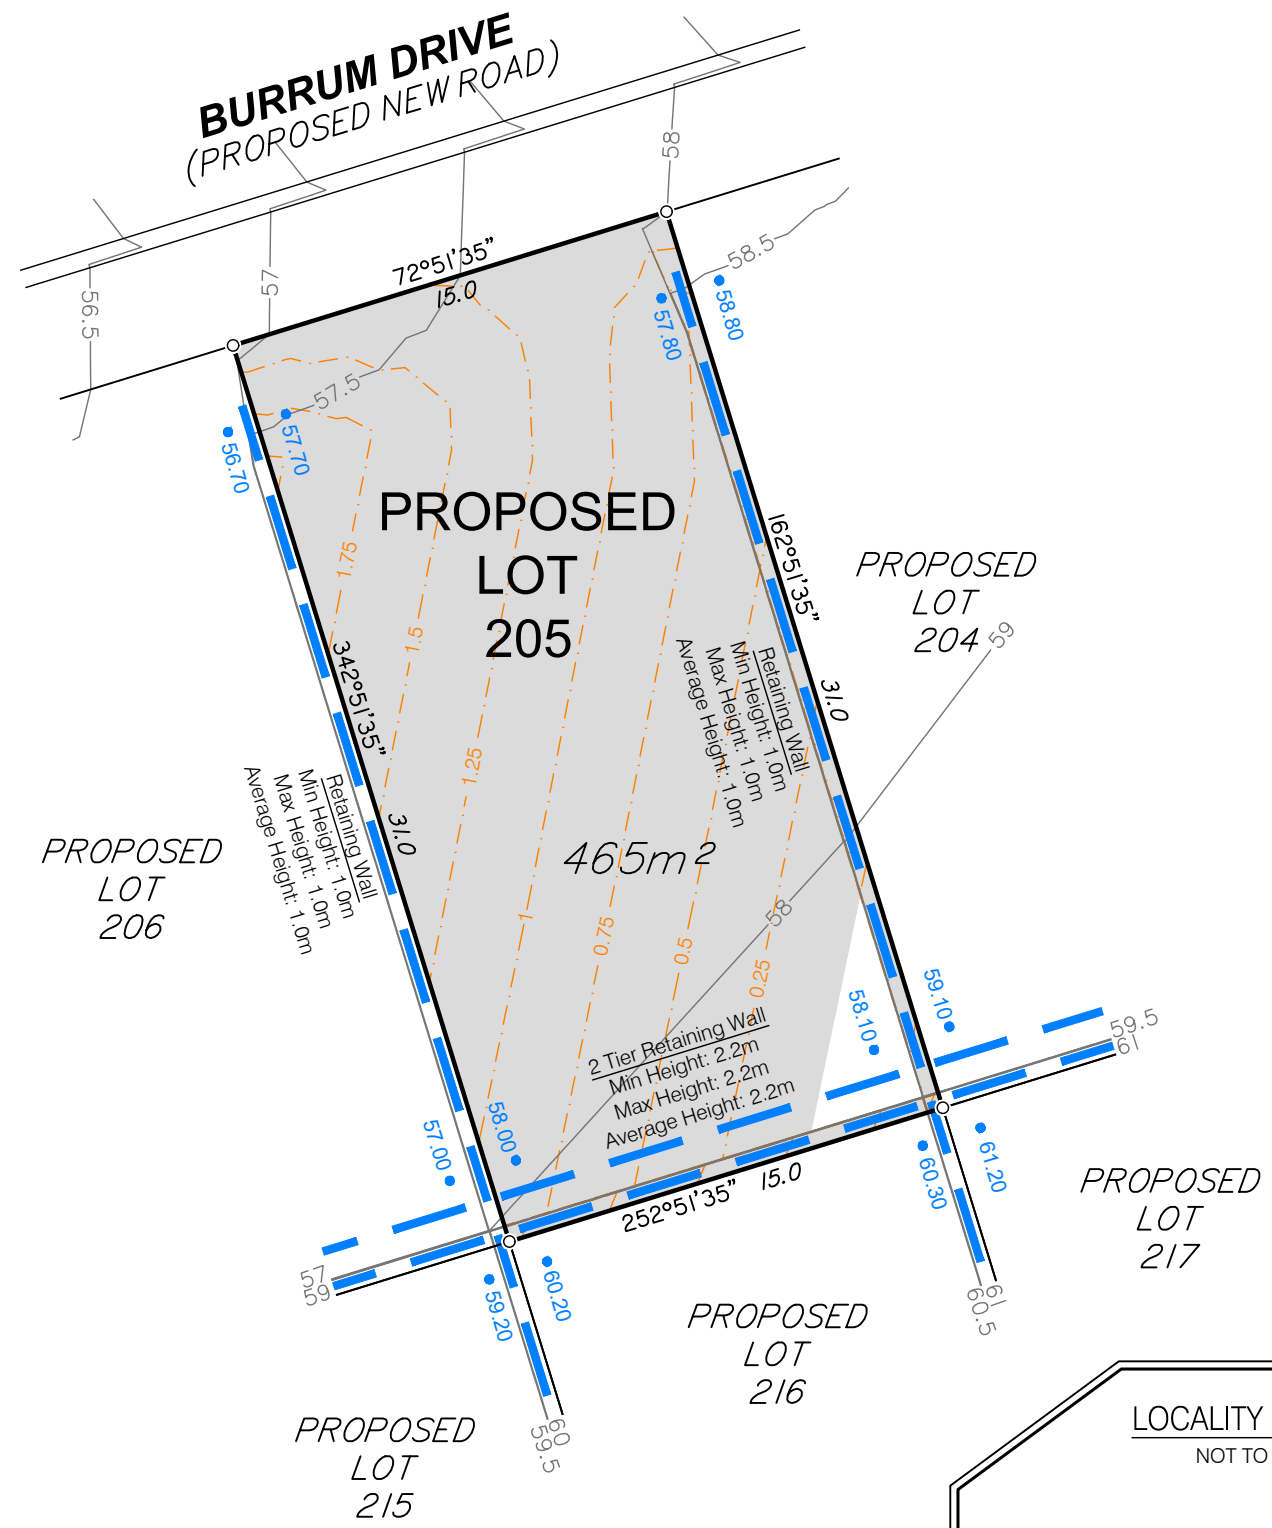 BURRUM DRIVE
(PROPOSED NEW ROAD)
58
58.5
57
56.5
72°51'35"
15.0
58.80
57.80
57.5
57.70
56.70
PROPOSED
LOT
205
162°51'35"
31.0
PROPOSED
LOT
204
59
1.75
1.5
1.25
1
0.75
0.5
0.25
342°51'35"
31.0
Retaining Wall
Min Height: 1.0m
Max Height: 1.0m
Average Height: 1.0m
Retaining Wall
Min Height: 1.0m
Max Height: 1.0m
Average Height: 1.0m
465m²
58
PROPOSED
LOT
206
2 Tier Retaining Wall
Min Height: 2.2m
Max Height: 2.2m
Average Height: 2.2m
58.10
59.10
59.5
61
57.00
58.00
252°51'35"
15.0
60.30
61.20
PROPOSED
LOT
217
57
59
59.20
60.20
61
60.5
PROPOSED
LOT
216
60
59.5
PROPOSED
LOT
215
LOCALITY
NOT TO